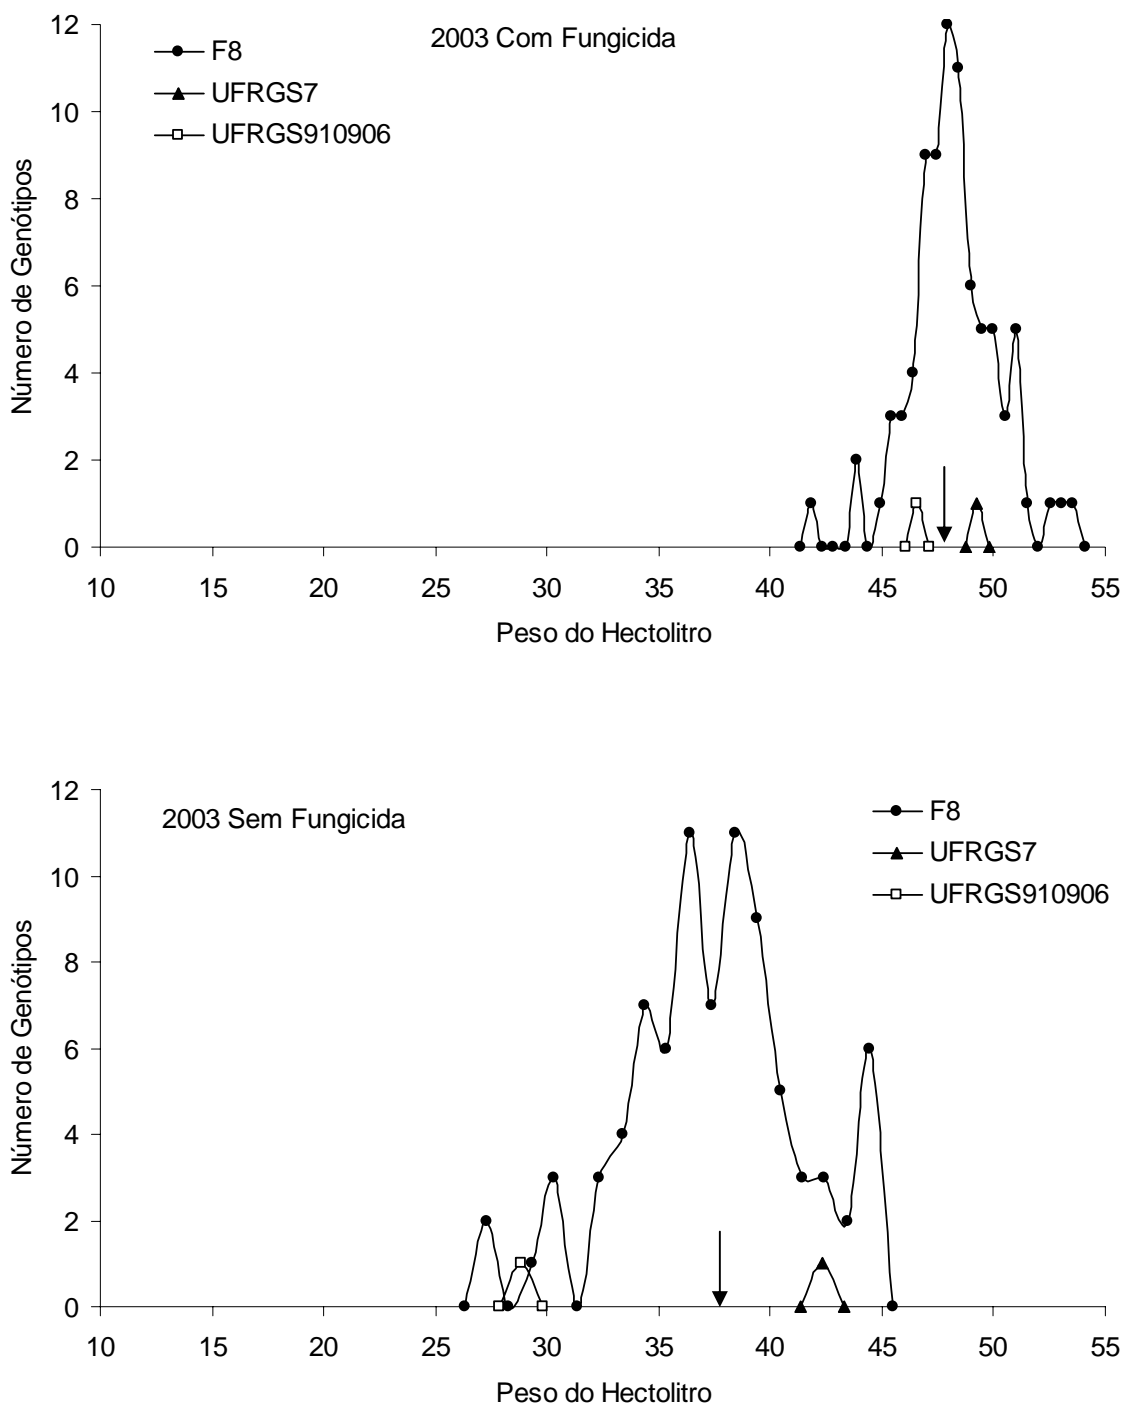 2003 Com Fungicida
F8
UFRGS7
UFRGS910906
Número de Genótipos
12
10
8
6
4
2
0
10 15 20 25 30 35 40 45 50 55
Peso do Hectolitro
2003 Sem Fungicida
F8
UFRGS7
UFRGS910906
Número de Genótipos
12
10
8
6
4
2
0
10 15 20 25 30 35 40 45 50 55
Peso do Hectolitro